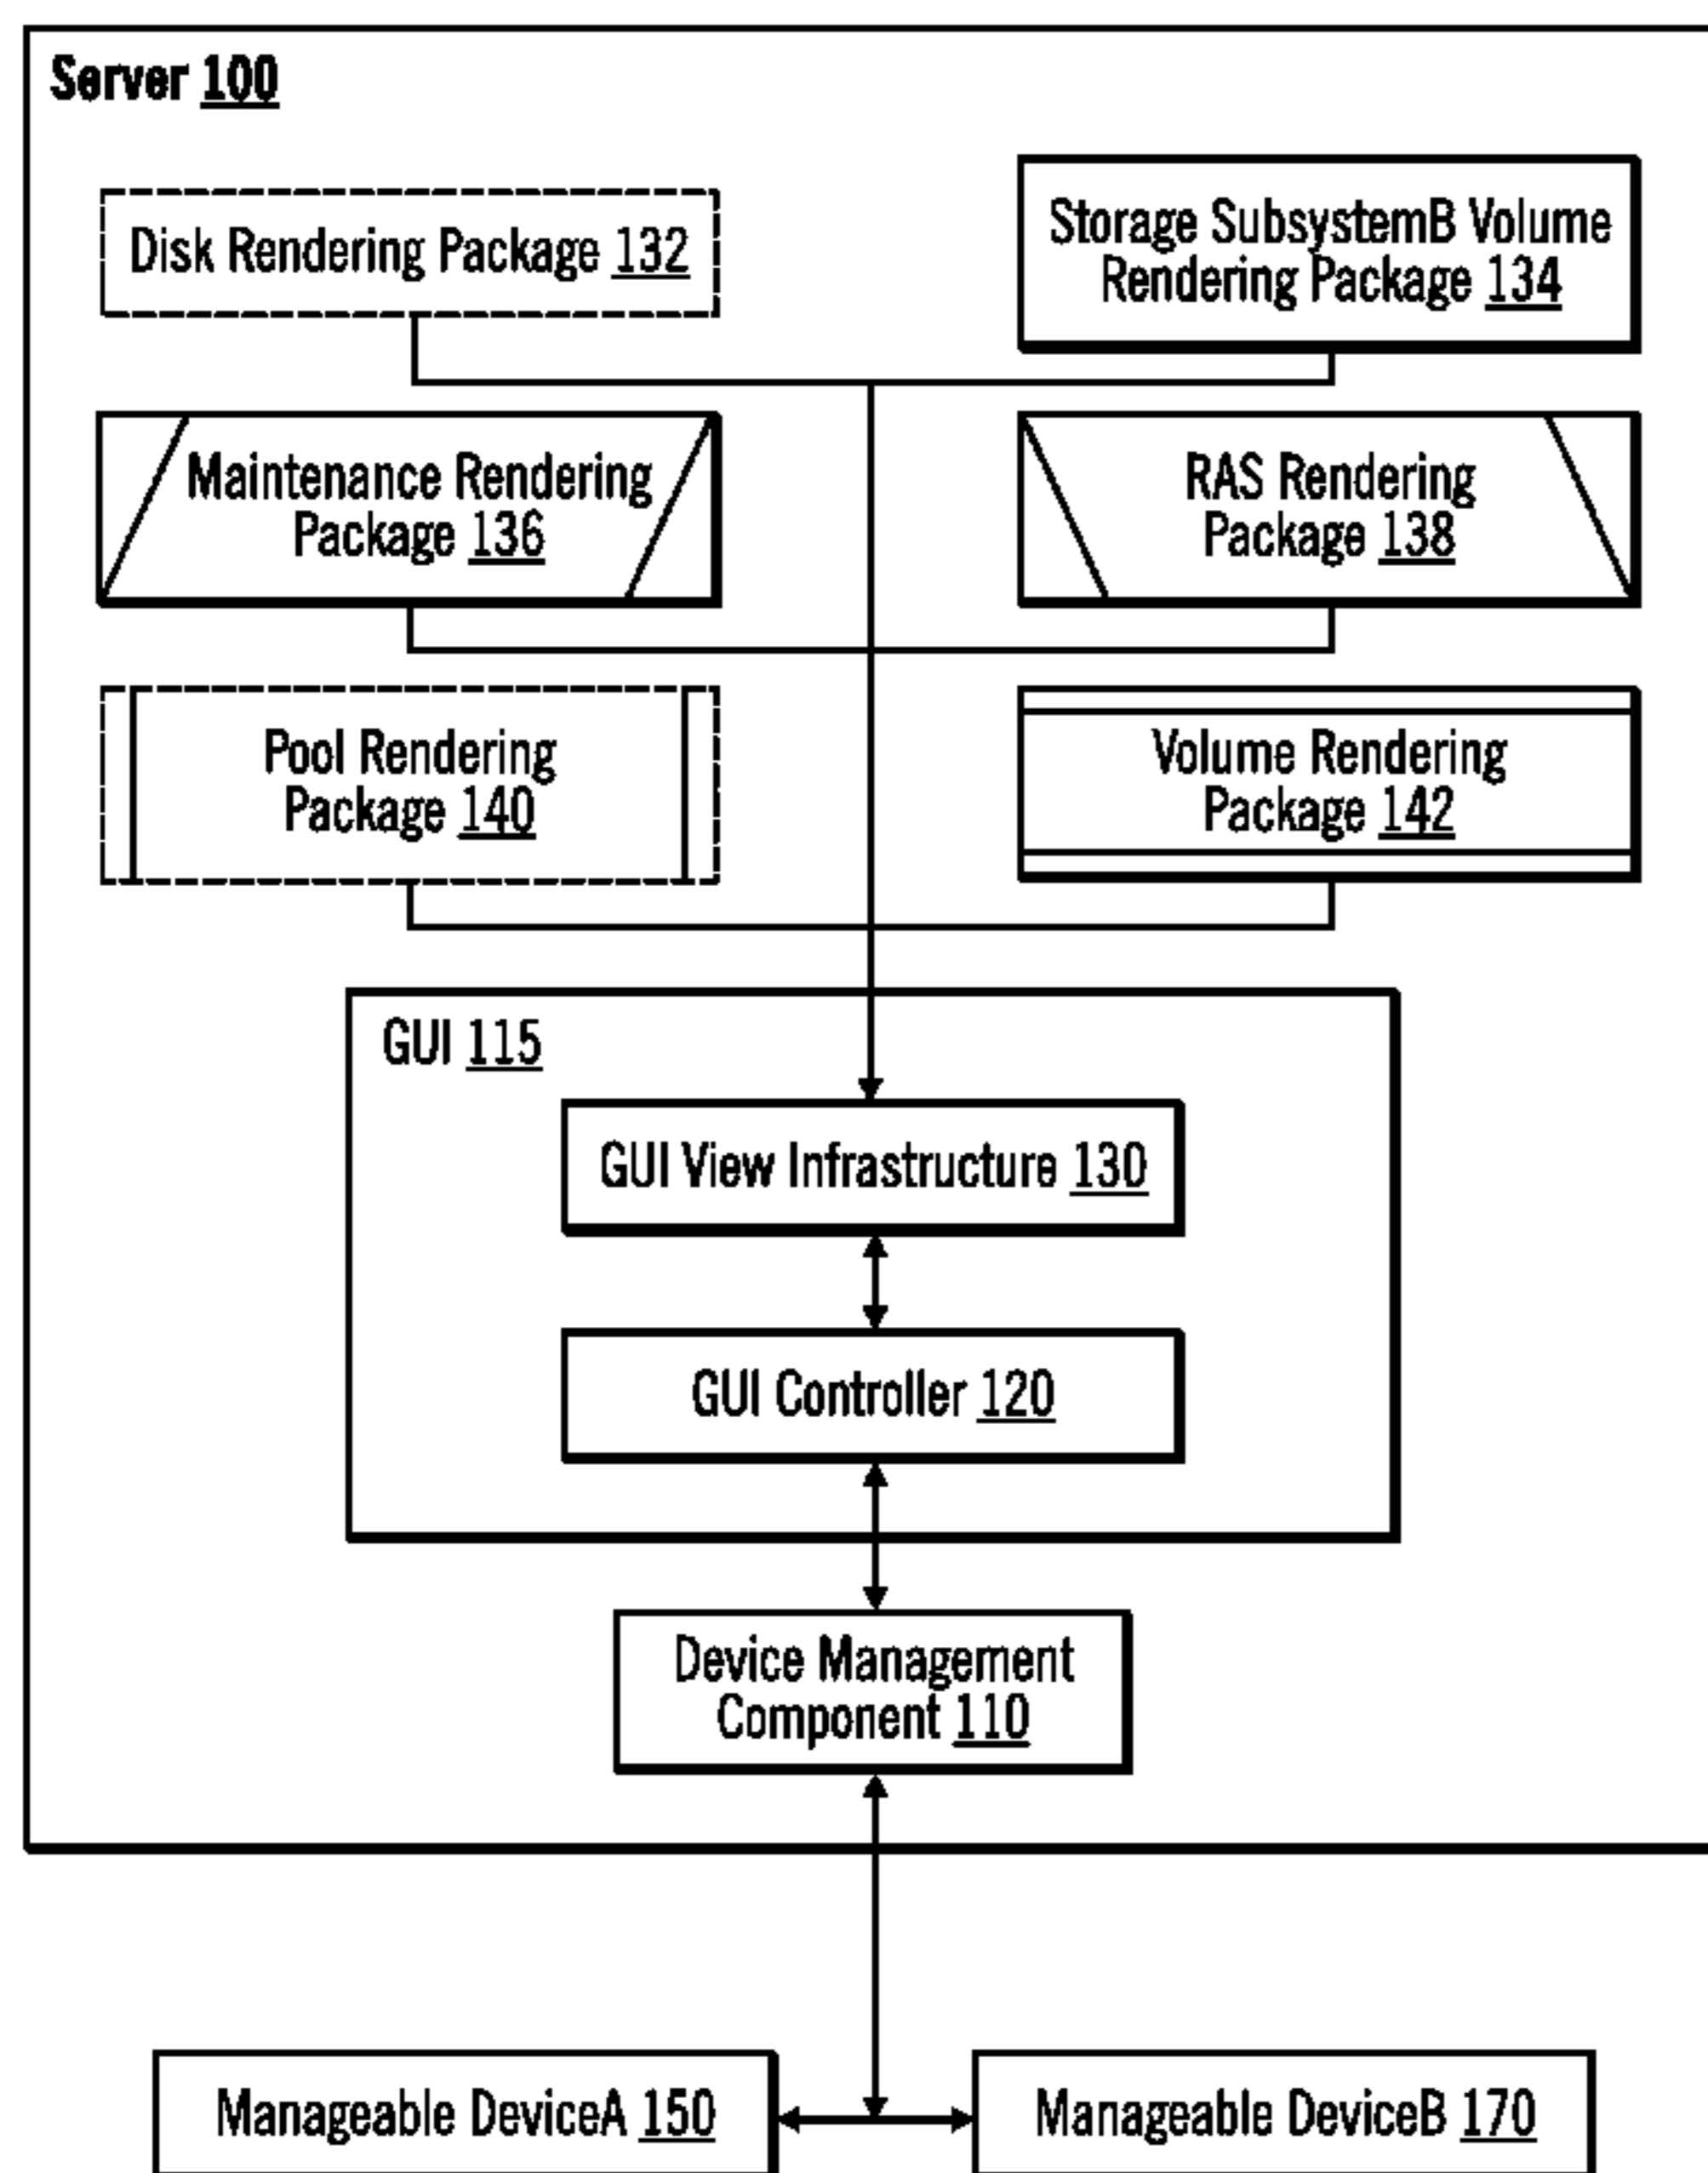 Server 100
Disk Rendering Package 132
Storage SubsystemB Volume
Rendering Package 134
Maintenance Rendering
Package 136
RAS Rendering
Package 138
Pool Rendering
Package 140
Volume Rendering
Package 142
GUI 115
GUI View Infrastructure 130
GUI Controller 120
Device Management
Component 110
Manageable DeviceA 150
Manageable DeviceB 170